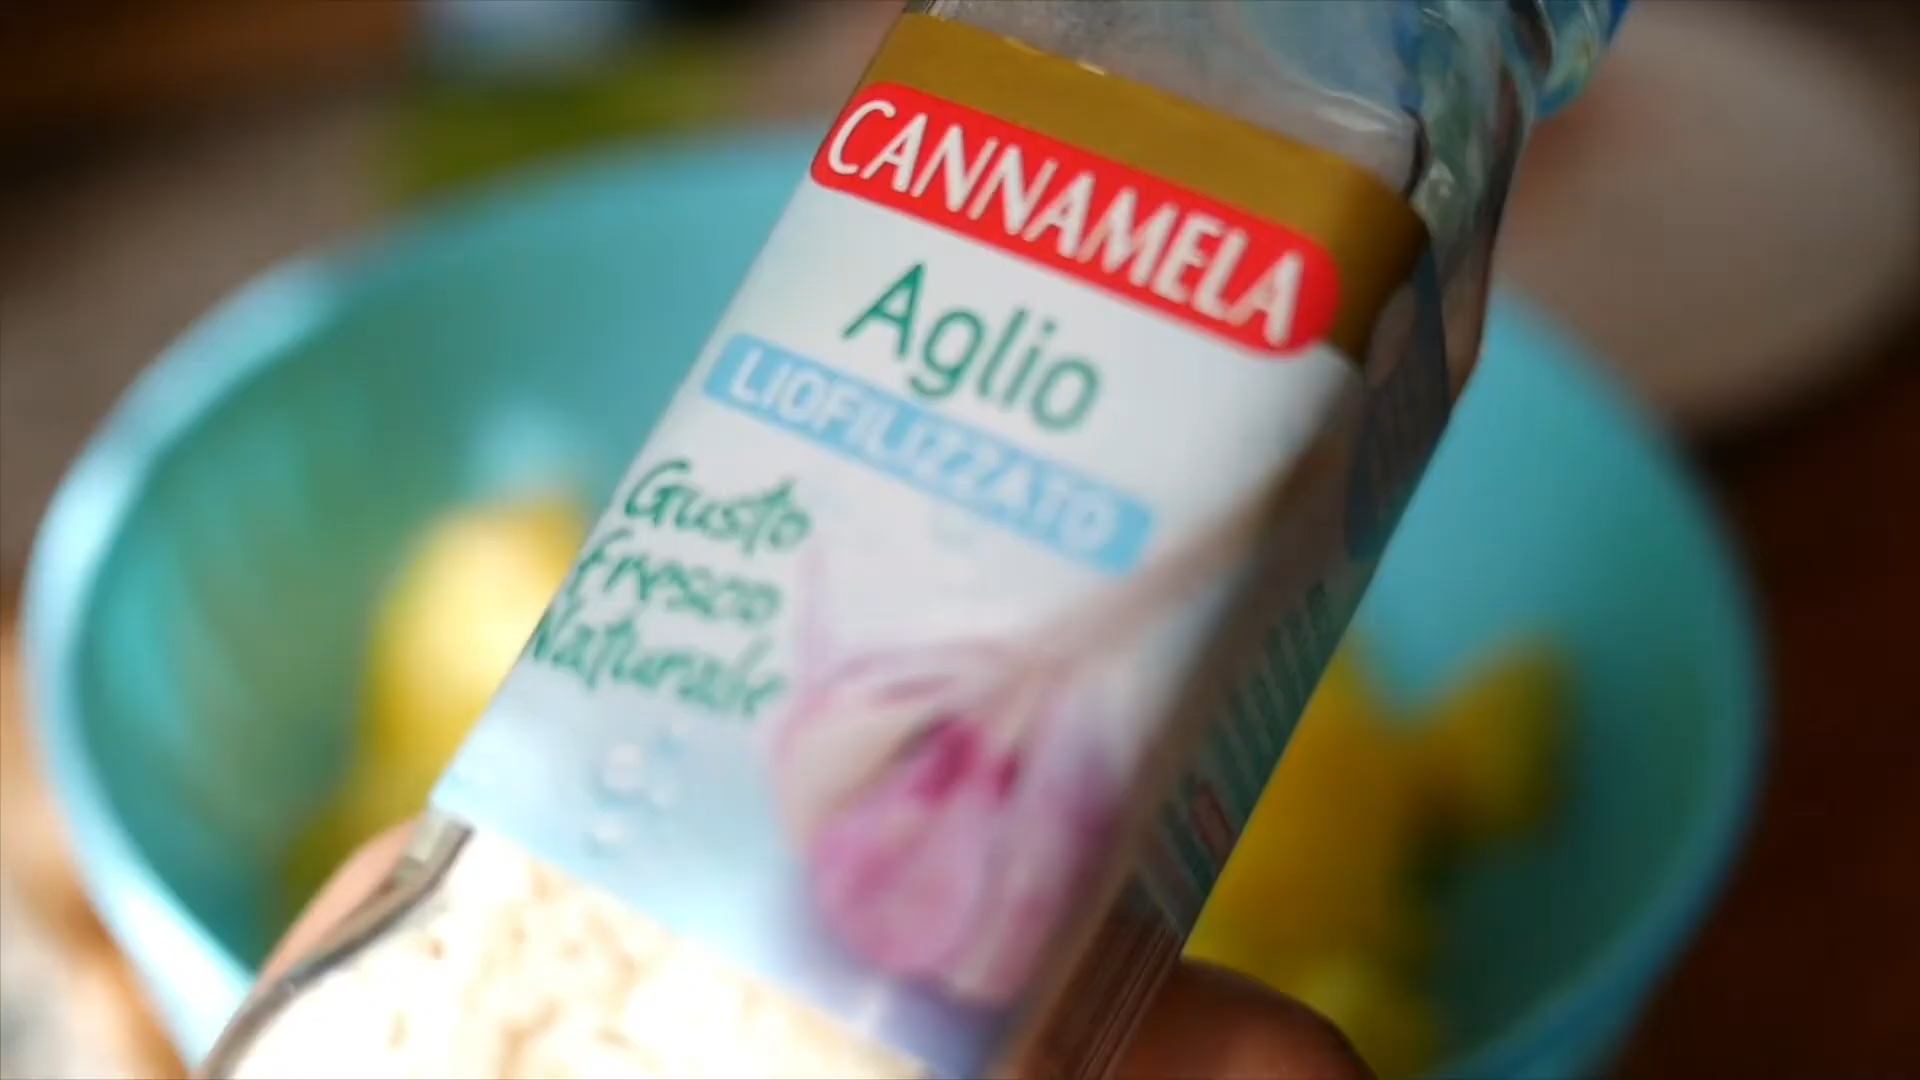 CANNAMELA
Aglio
LIOFILIZZATO
Gusto
Fresco
Naturale